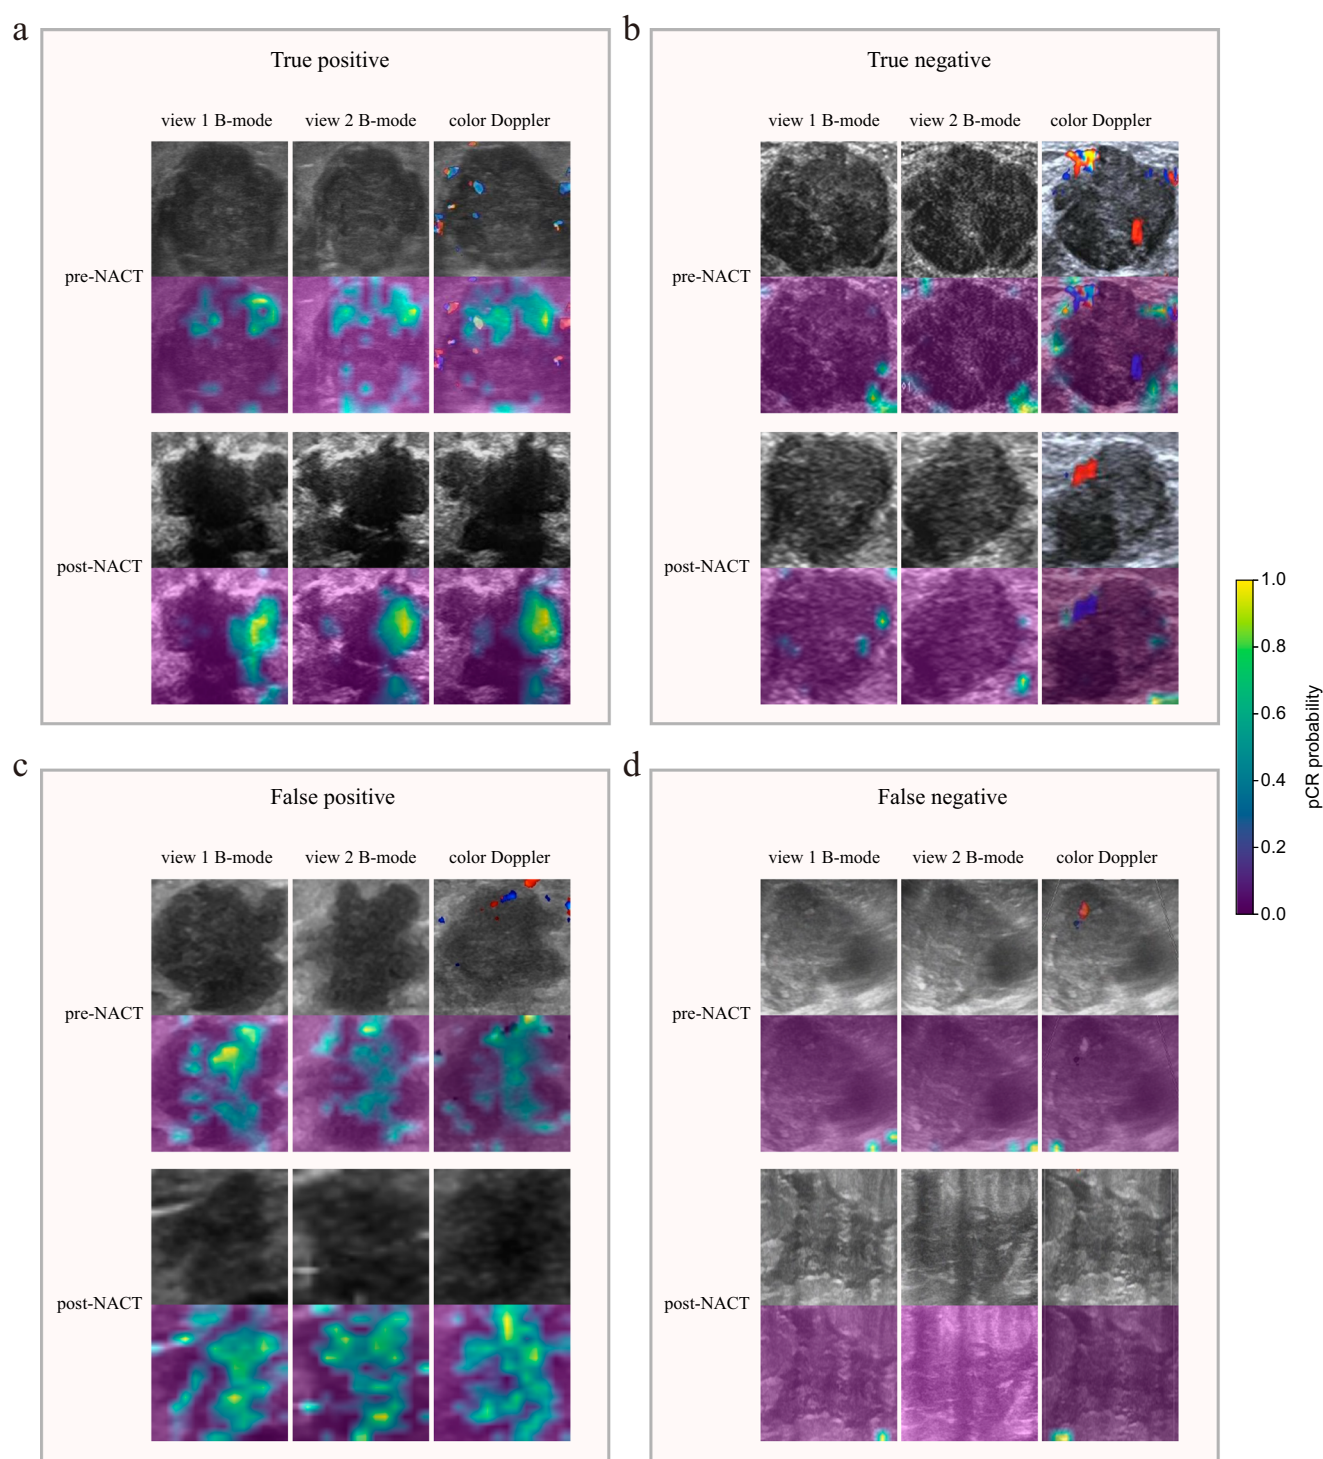 a
True positive
view 1 B-mode view 2 B-mode color Doppler
pre-NACT
post-NACT
b
True negative
view 1 B-mode view 2 B-mode color Doppler
pre-NACT
post-NACT
c
False positive
view 1 B-mode view 2 B-mode color Doppler
pre-NACT
post-NACT
d
False negative
view 1 B-mode view 2 B-mode color Doppler
pre-NACT
post-NACT
1.0
0.8
0.6
0.4
0.2
0.0
pCR probability